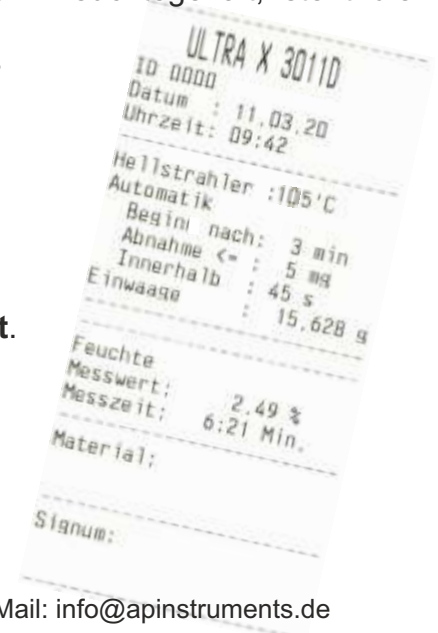 ULTRA X 3011D
ID 0000
Datum : 11.03.20
Uhrzeit: 09:42
Hellstrahler :105'C
Automatik
Begini nach: 3 min
Abnahme <= : 5 mg
Innerhalb : 45 s
Einwaage : 15,628 g
t.
Feuchte
Messwert: 2.49 %
Messzeit: 6:21 Min.
Material:
Signum:
Mail: info@apinstruments.de